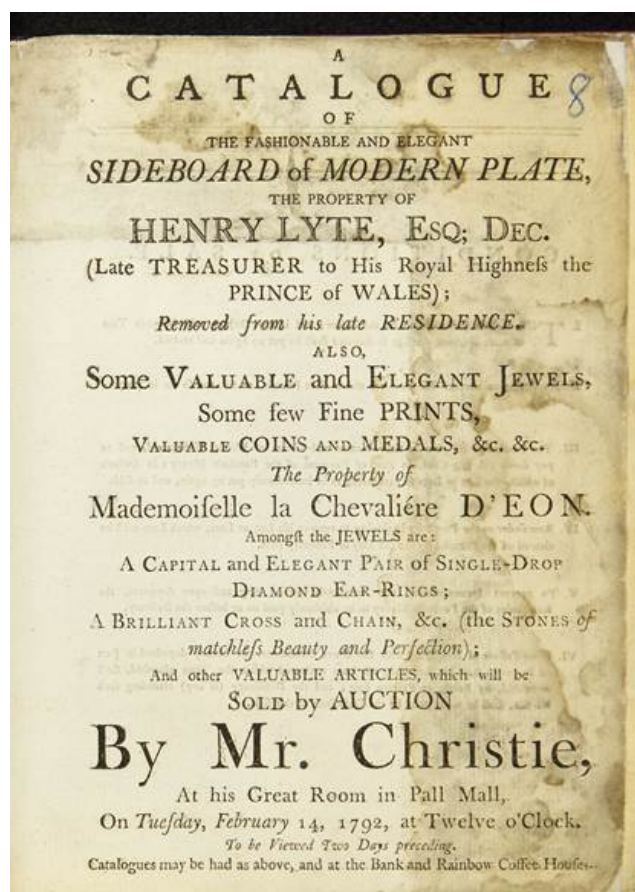 A
CATALOGUE
8
OF
THE FASHIONABLE AND ELEGANT
SIDEBOARD of MODERN PLATE,
THE PROPERTY OF
HENRY LYTE, ESQ; DEC.
(Late TREASURER to His Royal Highneſs the
PRINCE of WALES);
Removed from his late RESIDENCE.
ALSO,
Some VALUABLE and ELEGANT JEWELS,
Some few Fine PRINTS,
VALUABLE COINS AND MEDALS, &c. &c.
The Property of
Mademoiſelle la Chevaliére D'EON.
Amongſt the JEWELS are:
A CAPITAL and ELEGANT PAIR of SINGLE-DROP
DIAMOND EAR-RINGS;
A BRILLIANT CROSS and CHAIN, &c. (the STONES of
matchleſs Beauty and Perfection);
And other VALUABLE ARTICLES, which will be
SOLD by AUCTION
By Mr. Christie,
At his Great Room in Pall Mall,
On Tueſday, February 14, 1792, at Twelve o'Clock.
To be Viewed Two Days preceding.
Catalogues may be had as above, and at the Bank and Rainbow Coffee-Houſes.